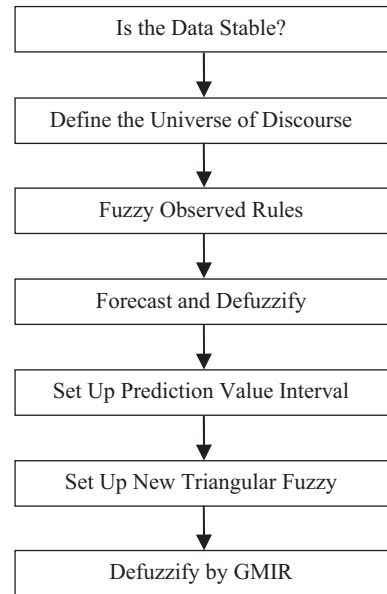 Is the Data Stable?
Define the Universe of Discourse
Fuzzy Observed Rules
Forecast and Defuzzify
Set Up Prediction Value Interval
Set Up New Triangular Fuzzy
Defuzzify by GMIR